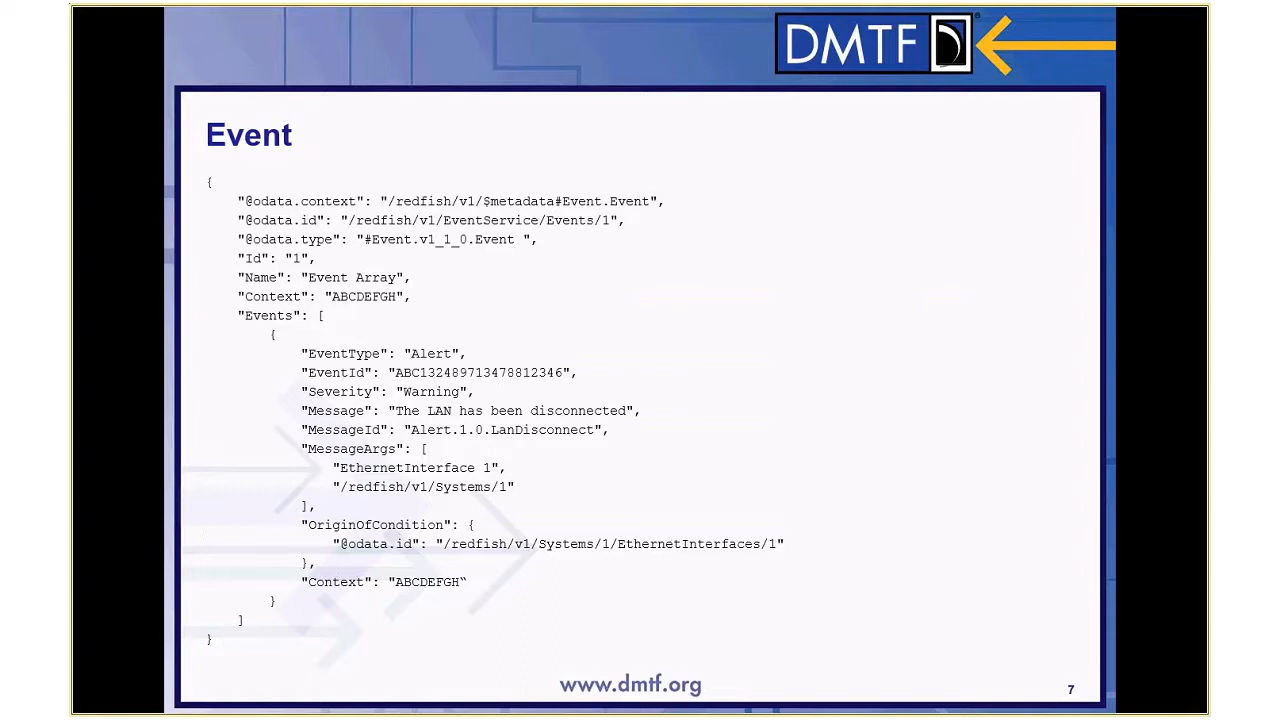 DMTF
Event
{
"@odata.context": "/redfish/v1/$metadata#Event.Event",
"@odata.id": "/redfish/v1/EventService/Events/1",
"@odata.type": "#Event.v1_1_0.Event ",
"Id": "1",
"Name": "Event Array",
"Context": "ABCDEFGH",
"Events": [
{
"EventType": "Alert",
"EventId": "ABC132489713478812346",
"Severity": "Warning",
"Message": "The LAN has been disconnected",
"MessageId": "Alert.1.0.LanDisconnect",
"MessageArgs": [
"EthernetInterface 1",
"/redfish/v1/Systems/1"
],
"OriginOfCondition": {
"@odata.id": "/redfish/v1/Systems/1/EthernetInterfaces/1"
},
"Context": "ABCDEFGH“
}
]
}
www.dmtf.org
7